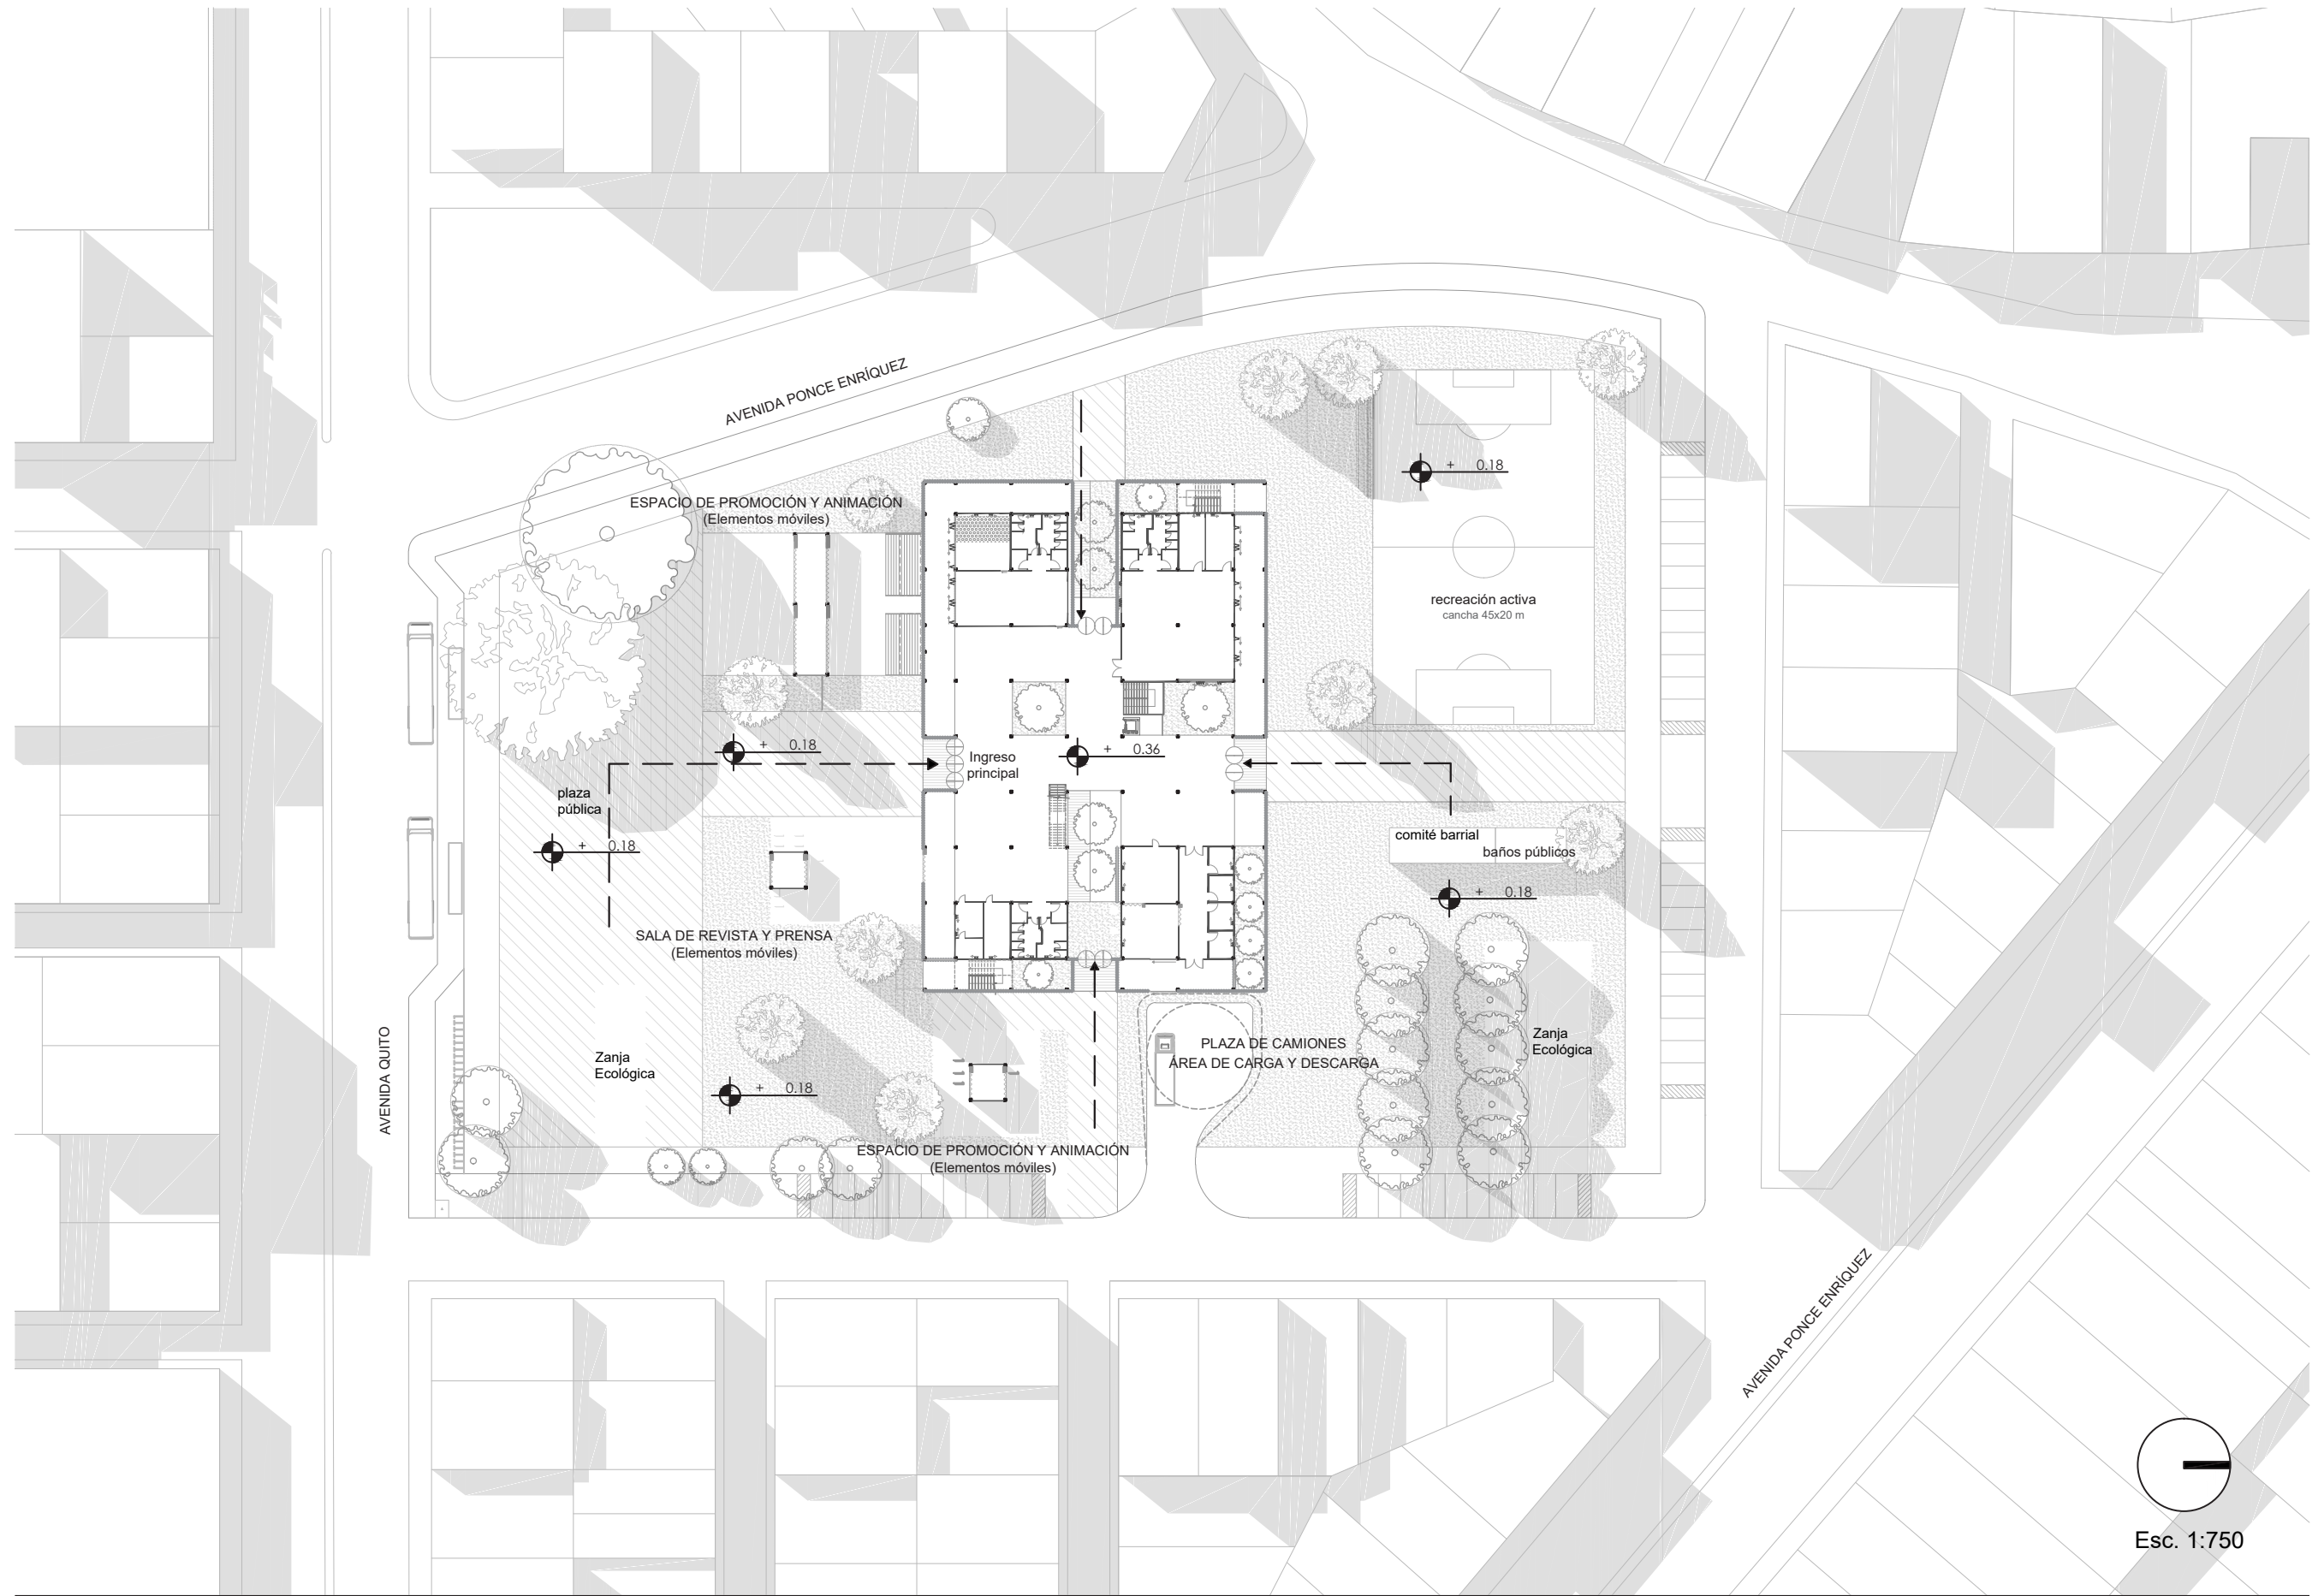 AVENIDA PONCE ENRÍQUEZ
+ 0.18
ESPACIO DE PROMOCIÓN Y ANIMACIÓN
(Elementos móviles)
recreación activa
cancha 45x20 m
+ 0.18
+ 0.36
Ingreso
principal
plaza
pública
+ 0.18
comité barrial
baños públicos
+ 0.18
SALA DE REVISTA Y PRENSA
(Elementos móviles)
AVENIDA QUITO
Zanja
Ecológica
+ 0.18
PLAZA DE CAMIONES
ÁREA DE CARGA Y DESCARGA
Zanja
Ecológica
ESPACIO DE PROMOCIÓN Y ANIMACIÓN
(Elementos móviles)
AVENIDA PONCE ENRÍQUEZ
Esc. 1:750